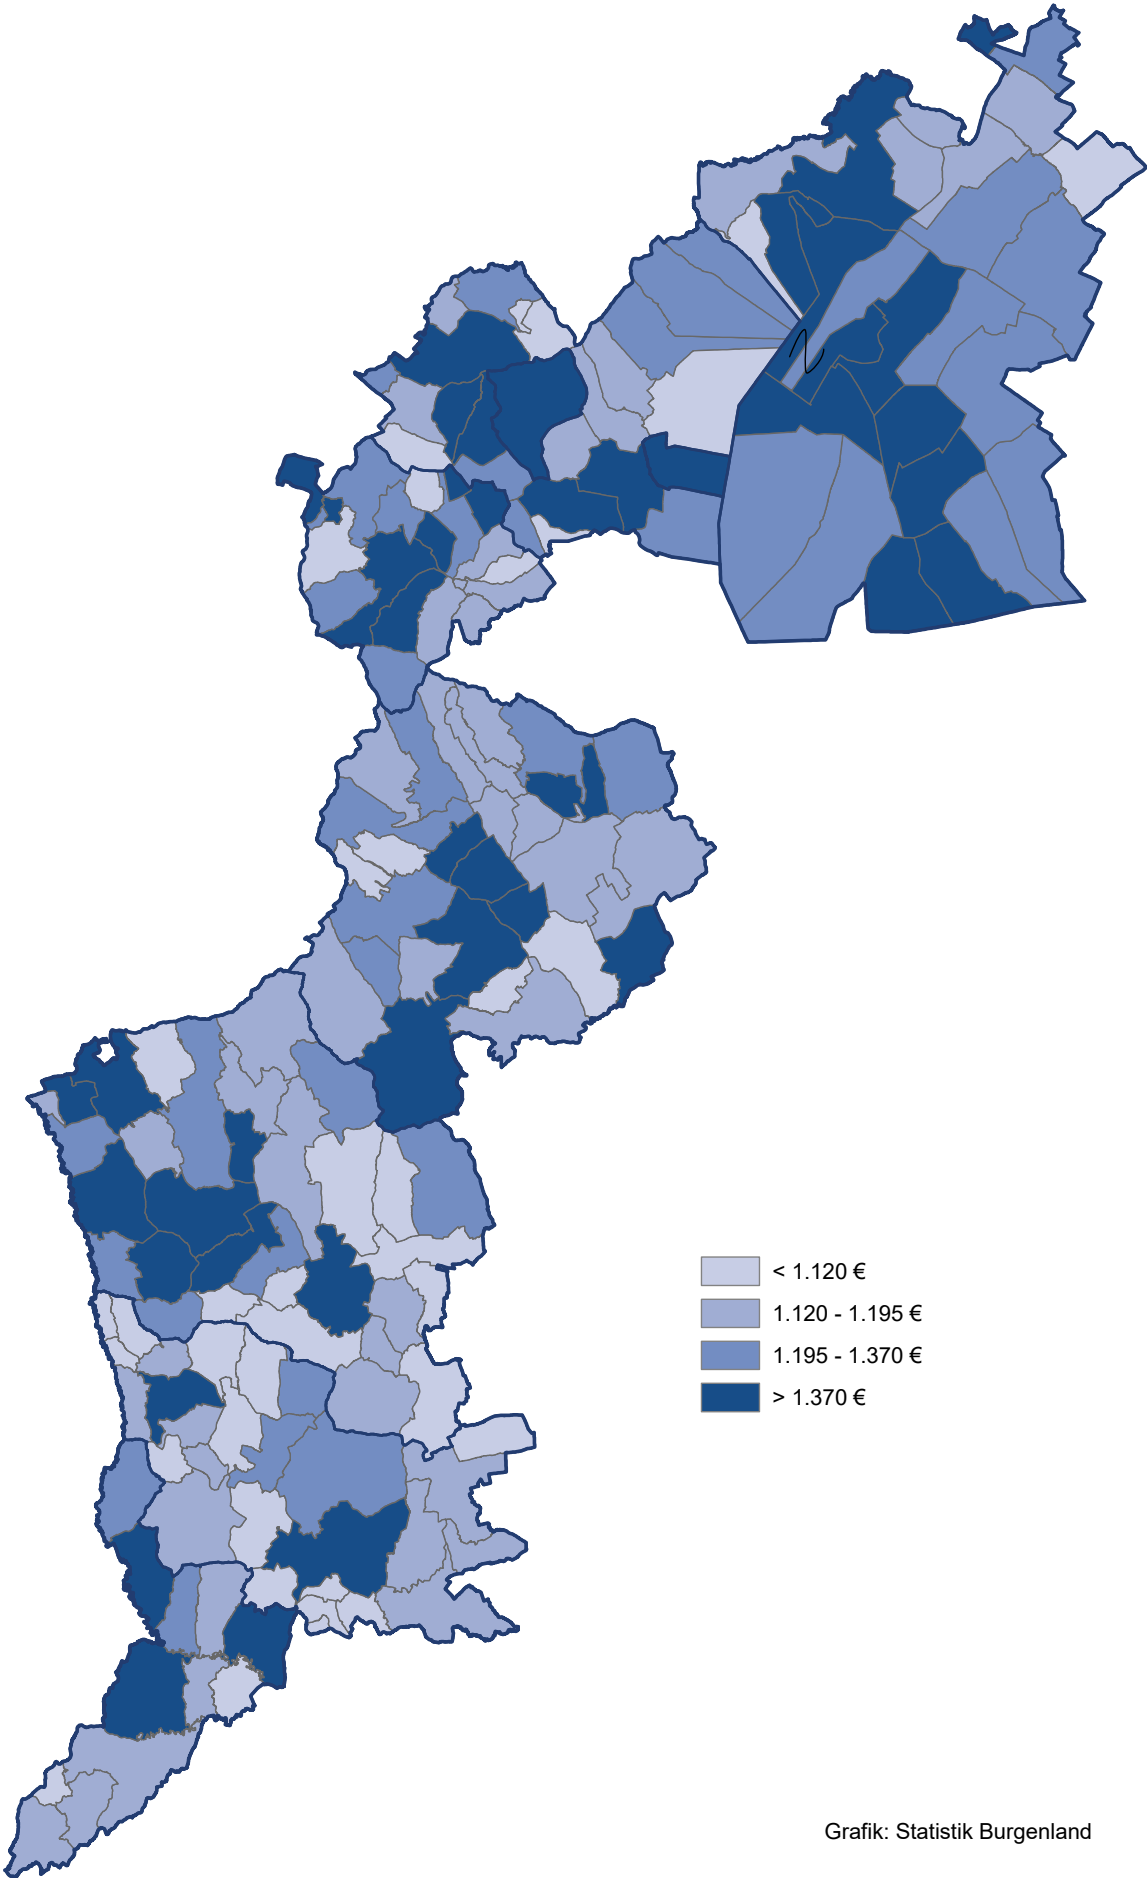 < 1.120 €
1.120 - 1.195 €
1.195 - 1.370 €
> 1.370 €
Grafik: Statistik Burgenland